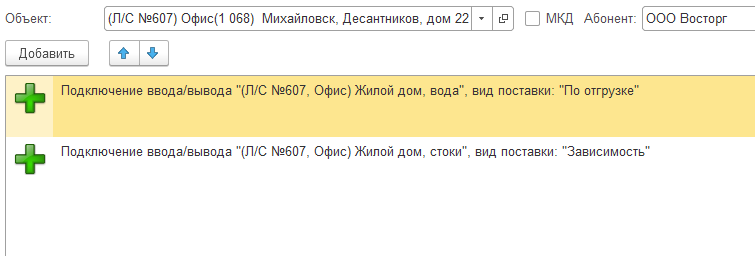 Объект: (Л/С №607) Офис(1 068) Михайловск, Десантников, дом 22 МКД Абонент: ООО Восторг
Добавить
Подключение ввода/вывода "(Л/С №607, Офис) Жилой дом, вода", вид поставки: "По отгрузке"
Подключение ввода/вывода "(Л/С №607, Офис) Жилой дом, стоки", вид поставки: "Зависимость"